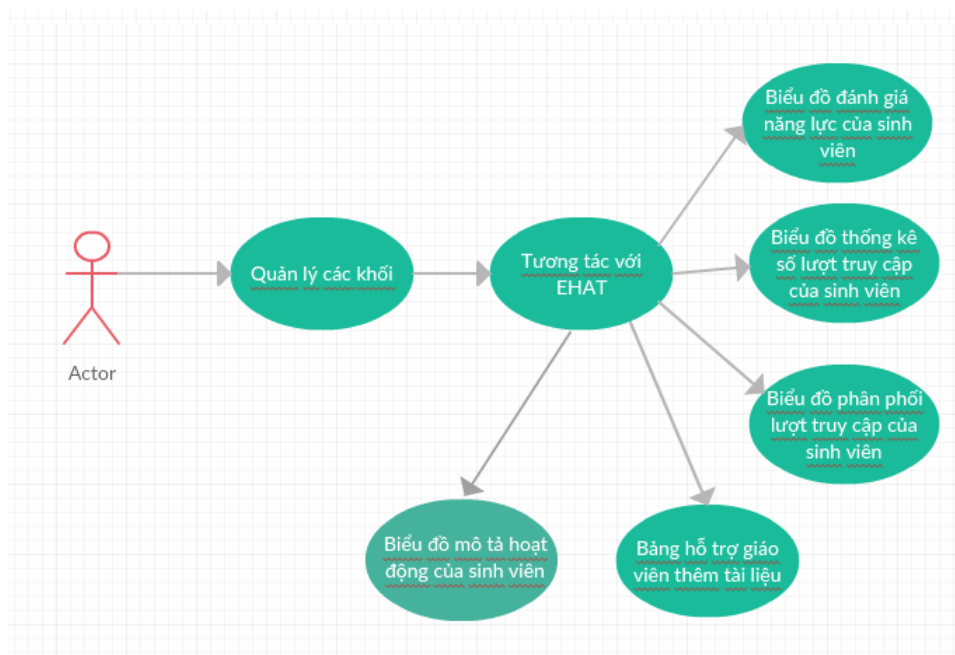 Biểu đồ đánh giá
năng lực của sinh
viên
Biểu đồ thống kê
số lượt truy cập
của sinh viên
Quản lý các khối
Tương tác với
EHAT
Actor
Biểu đồ phân phối
lượt truy cập của
sinh viên
Biểu đồ mô tả hoạt
động của sinh viên
Bảng hỗ trợ giáo
viên thêm tài liệu